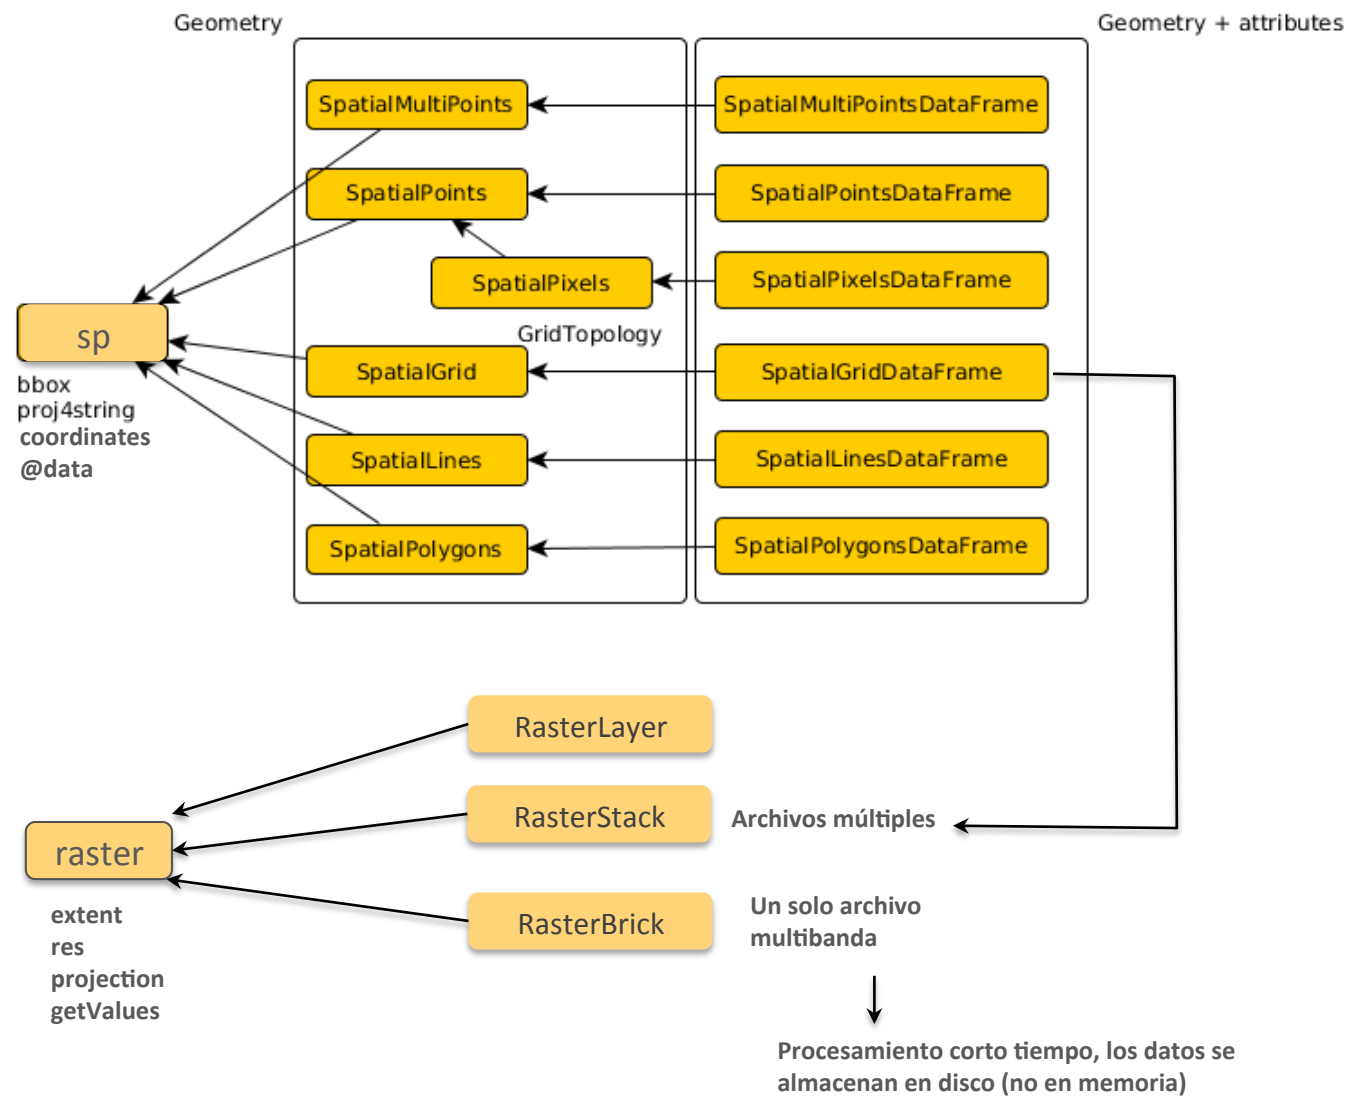 Geometry
Geometry + attributes
SpatialMultiPoints
SpatialMultiPointsDataFrame
SpatialPoints
SpatialPointsDataFrame
SpatialPixels
SpatialPixelsDataFrame
GridTopology
sp
SpatialGrid
SpatialGridDataFrame
bbox
proj4string
coordinates
@data
SpatialLines
SpatialLinesDataFrame
SpatialPolygons
SpatialPolygonsDataFrame
RasterLayer
RasterStack
Archivos múltiples
raster
RasterBrick
Un solo archivo
multibanda
extent
res
projection
getValues
Procesamiento corto tiempo, los datos se
almacenan en disco (no en memoria)